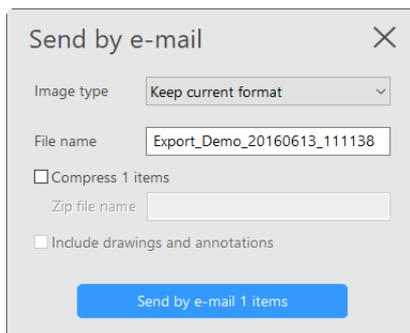 Send by e-mail
Image type Keep current format
File name Export_Demo_20160613_111138
Compress 1 items
Zip file name
Include drawings and annotations
Send by e-mail 1 items